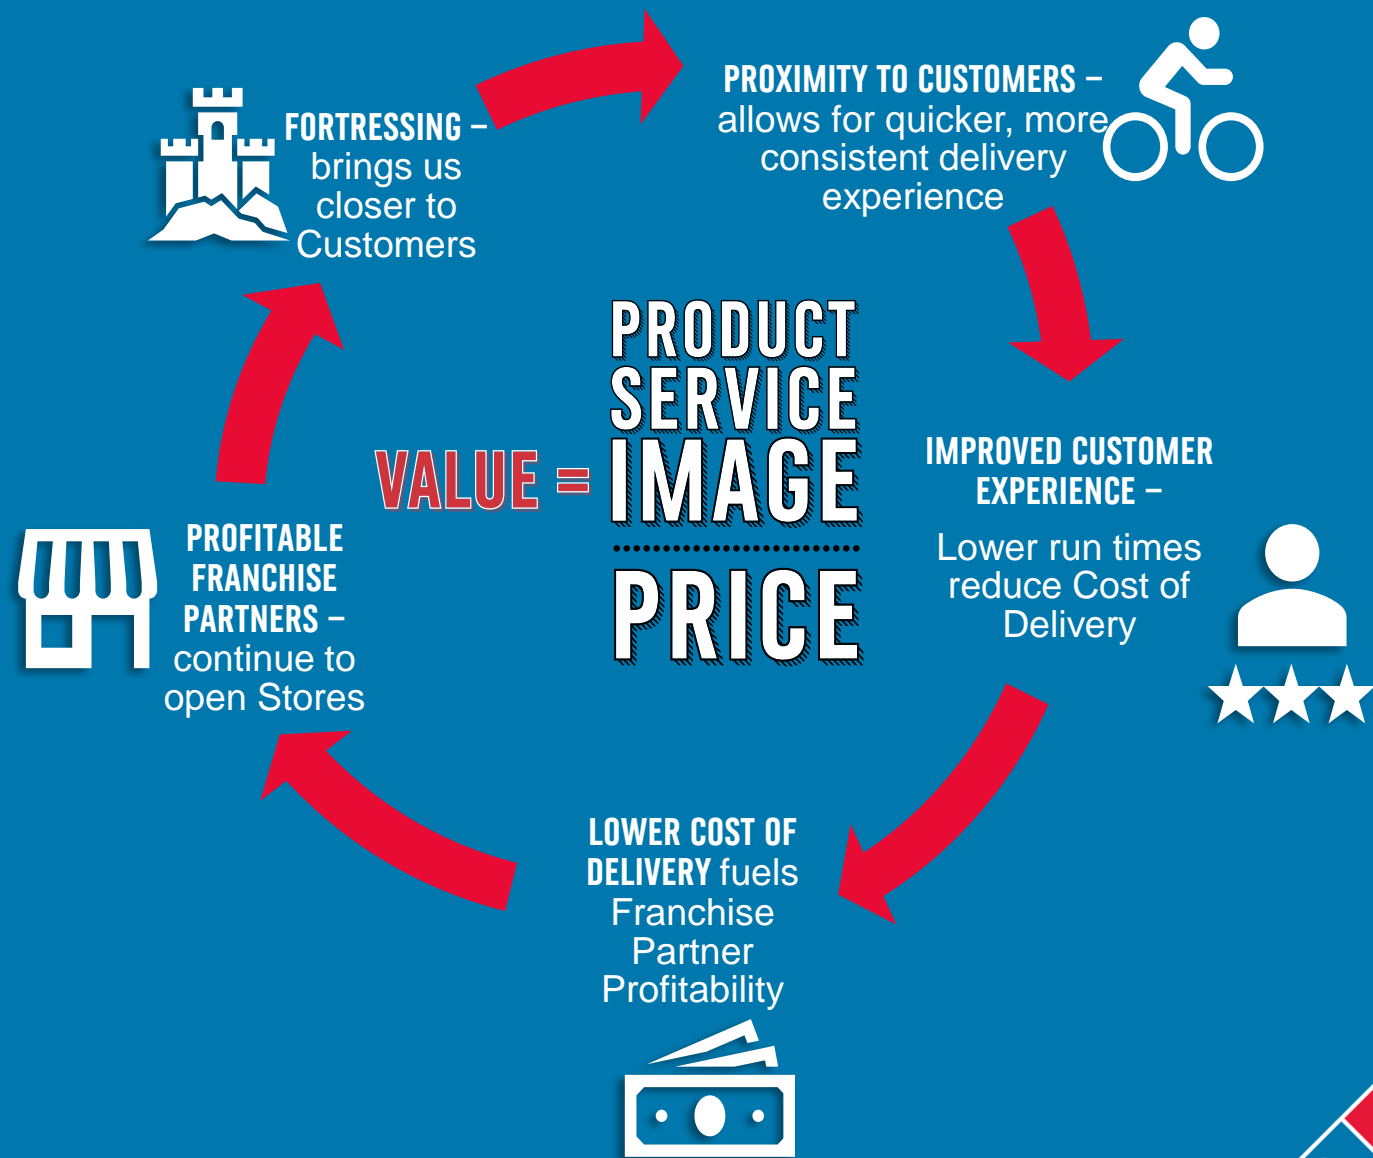 FORTRESSING –
brings us
closer to
Customers
PROXIMITY TO CUSTOMERS –
allows for quicker, more
consistent delivery
experience
IMPROVED CUSTOMER
EXPERIENCE –
Lower run times
reduce Cost of
Delivery
LOWER COST OF
DELIVERY fuels
Franchise
Partner
Profitability
PROFITABLE
FRANCHISE
PARTNERS –
continue to
open Stores
VALUE =
PRODUCT
SERVICE
IMAGE
PRICE